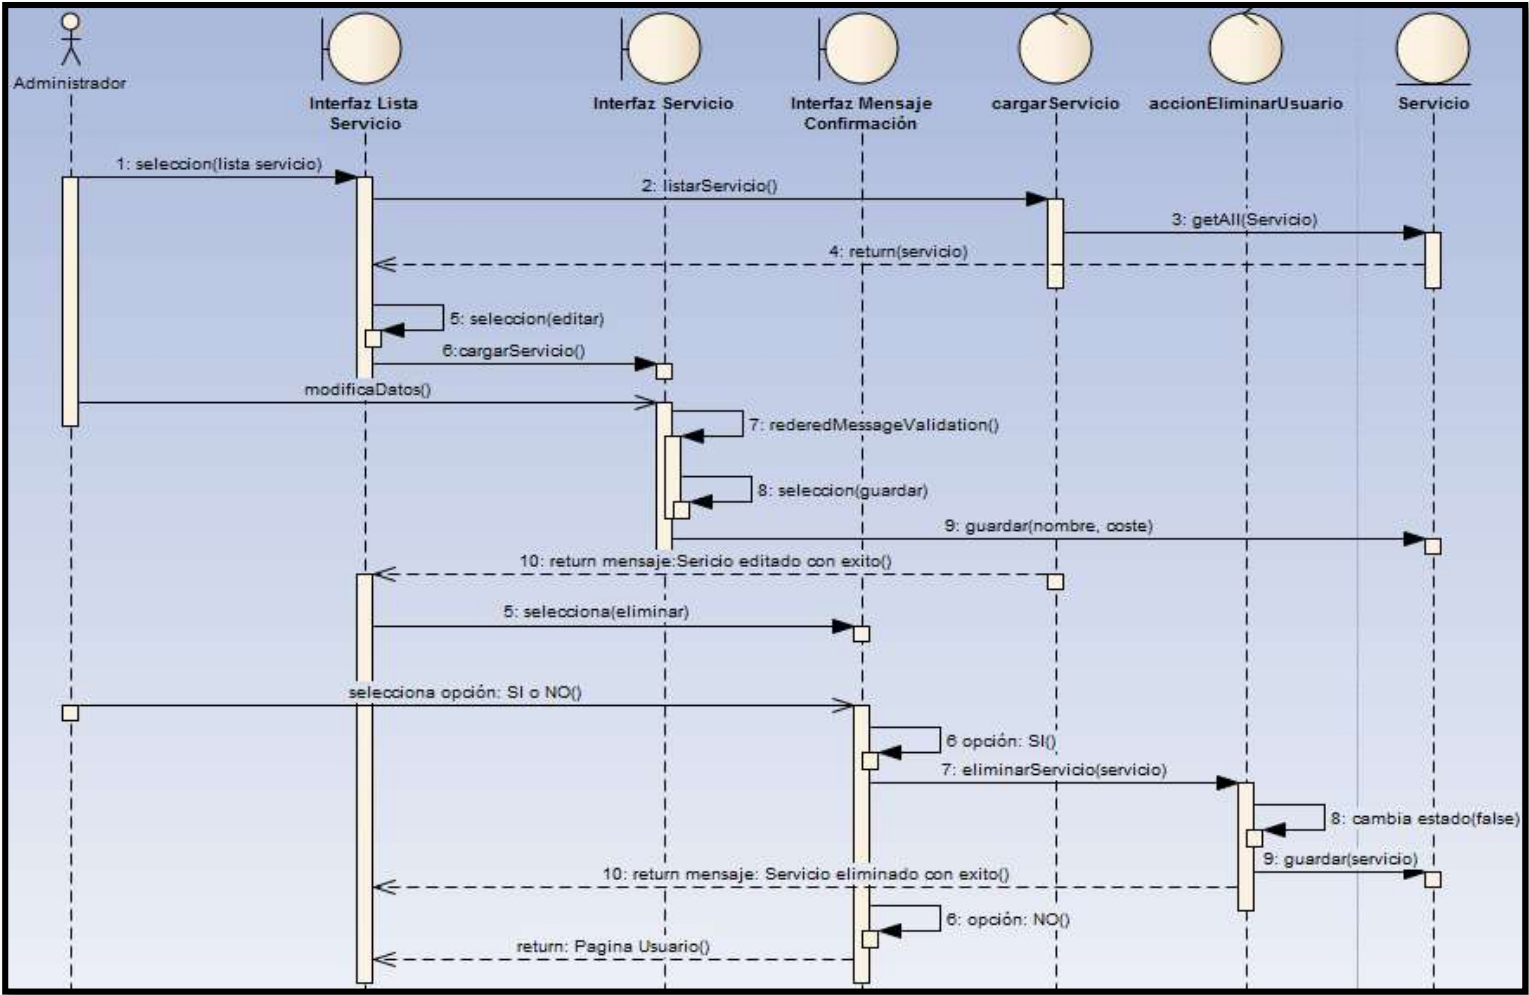 Administrador
Interfaz Lista
Servicio
Interfaz Servicio
Interfaz Mensaje
Confirmación
cargarServicio
accionEliminarUsuario
Servicio
1: seleccion(lista servicio)
2: listarServicio()
3: getAll(Servicio)
4: return(servicio)
5: seleccion(editar)
6:cargarServicio()
modificaDatos()
7: rederedMessageValidation()
8: seleccion(guardar)
9: guardar(nombre, coste)
10: return mensaje:Sericio editado con exito()
5: selecciona(eliminar)
selecciona opción: SI o NO()
6 opción: SI()
7: eliminarServicio(servicio)
8: cambia estado(false)
9: guardar(servicio)
10: return mensaje: Servicio eliminado con exito()
6: opción: NO()
return: Pagina Usuario()